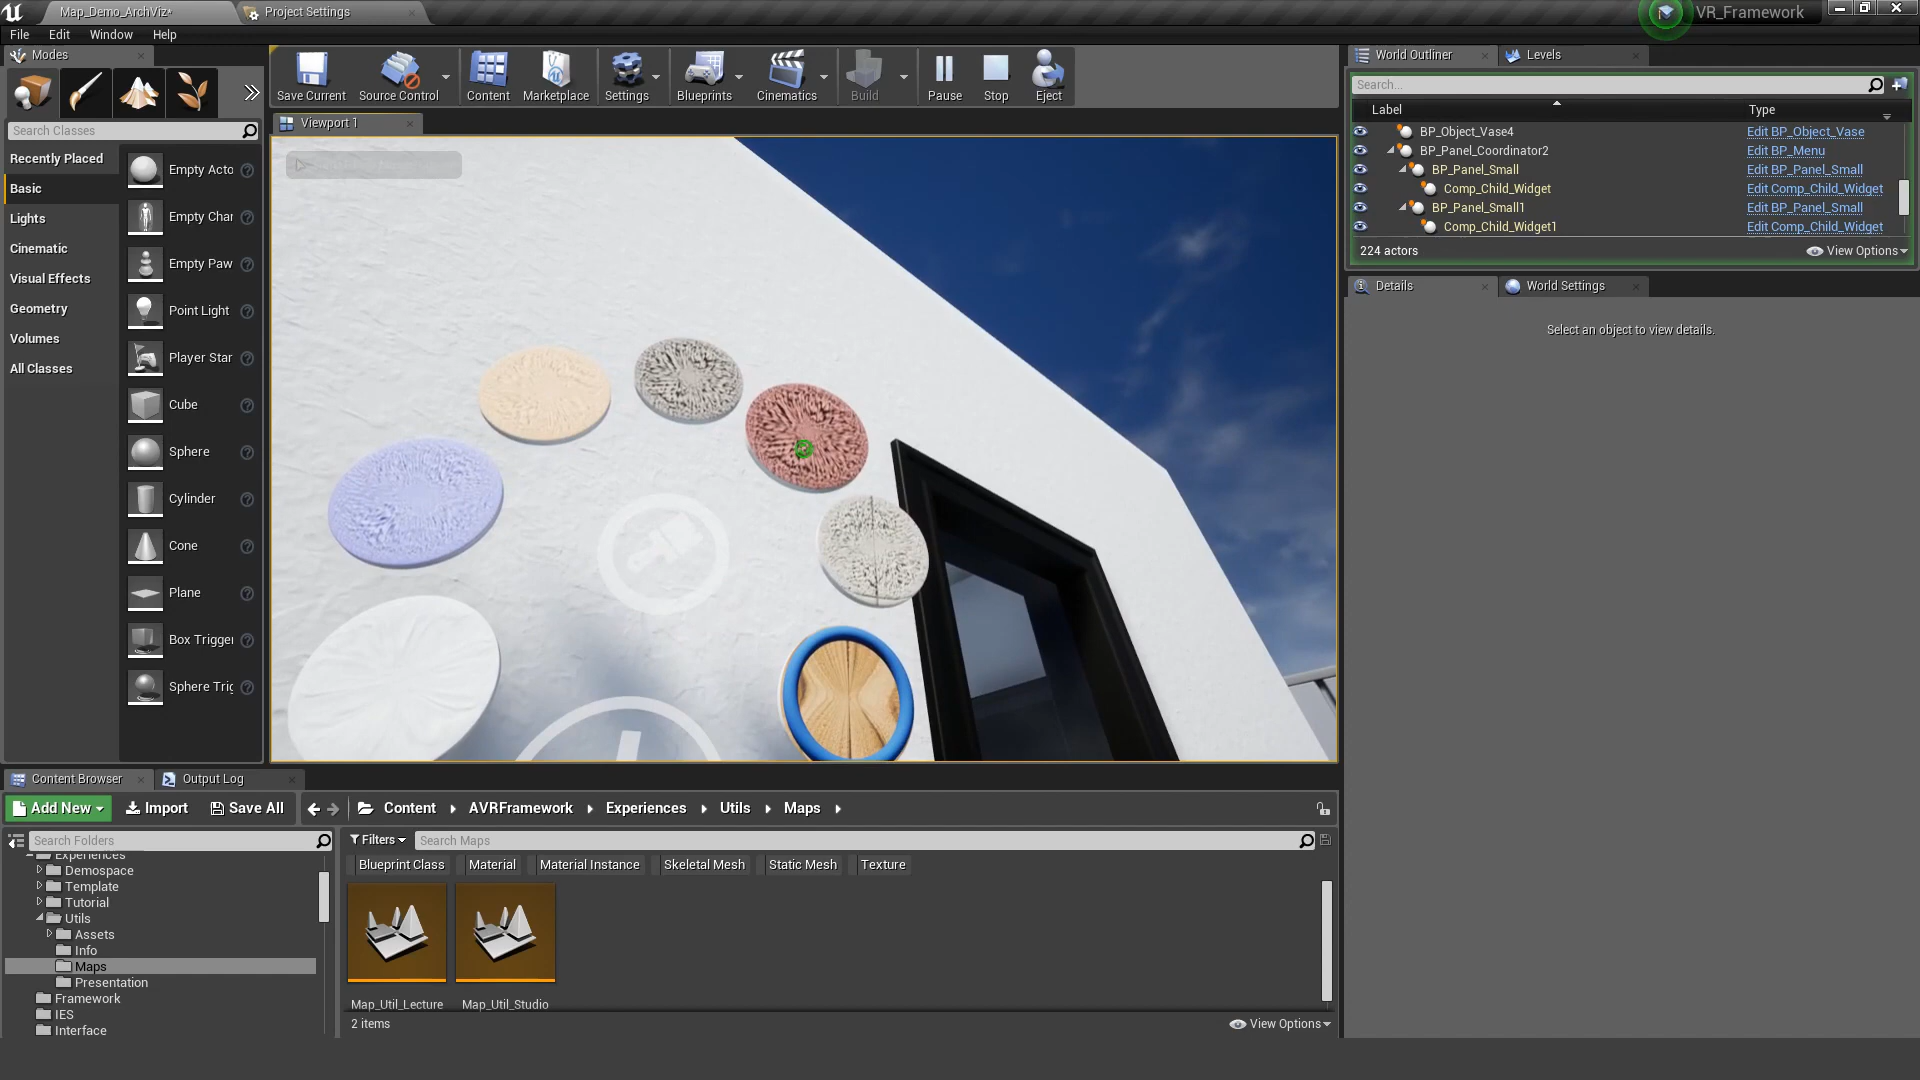 Map_Demo_ArchViz*
Project Settings
VR_Framework
File Edit Window Help
Modes
Save Current
Source Control
Content
Marketplace
Settings
Blueprints
Cinematics
Build
Pause
Stop
Eject
Search Classes
Recently Placed
Basic
Lights
Cinematic
Visual Effects
Geometry
Volumes
All Classes
Empty Acto
Empty Char
Empty Paw
Point Light
Player Star
Cube
Sphere
Cylinder
Cone
Plane
Box Trigger
Sphere Trig
Viewport 1
World Outliner
Levels
Search...
Label Type
BP_Object_Vase4 Edit BP_Object_Vase
BP_Panel_Coordinator2 Edit BP_Menu
BP_Panel_Small Edit BP_Panel_Small
Comp_Child_Widget Edit Comp_Child_Widget
BP_Panel_Small1 Edit BP_Panel_Small
Comp_Child_Widget1 Edit Comp_Child_Widget
224 actors View Options
Details
World Settings
Select an object to view details.
Content Browser
Output Log
Add New Import Save All Content AVRFramework Experiences Utils Maps
Search Folders
Experiences
Demospace
Template
Tutorial
Utils
Assets
Info
Maps
Presentation
Framework
IES
Interface
Filters Search Maps
Blueprint Class Material Material Instance Skeletal Mesh Static Mesh Texture
Map_Util_Lecture Map_Util_Studio
2 items View Options